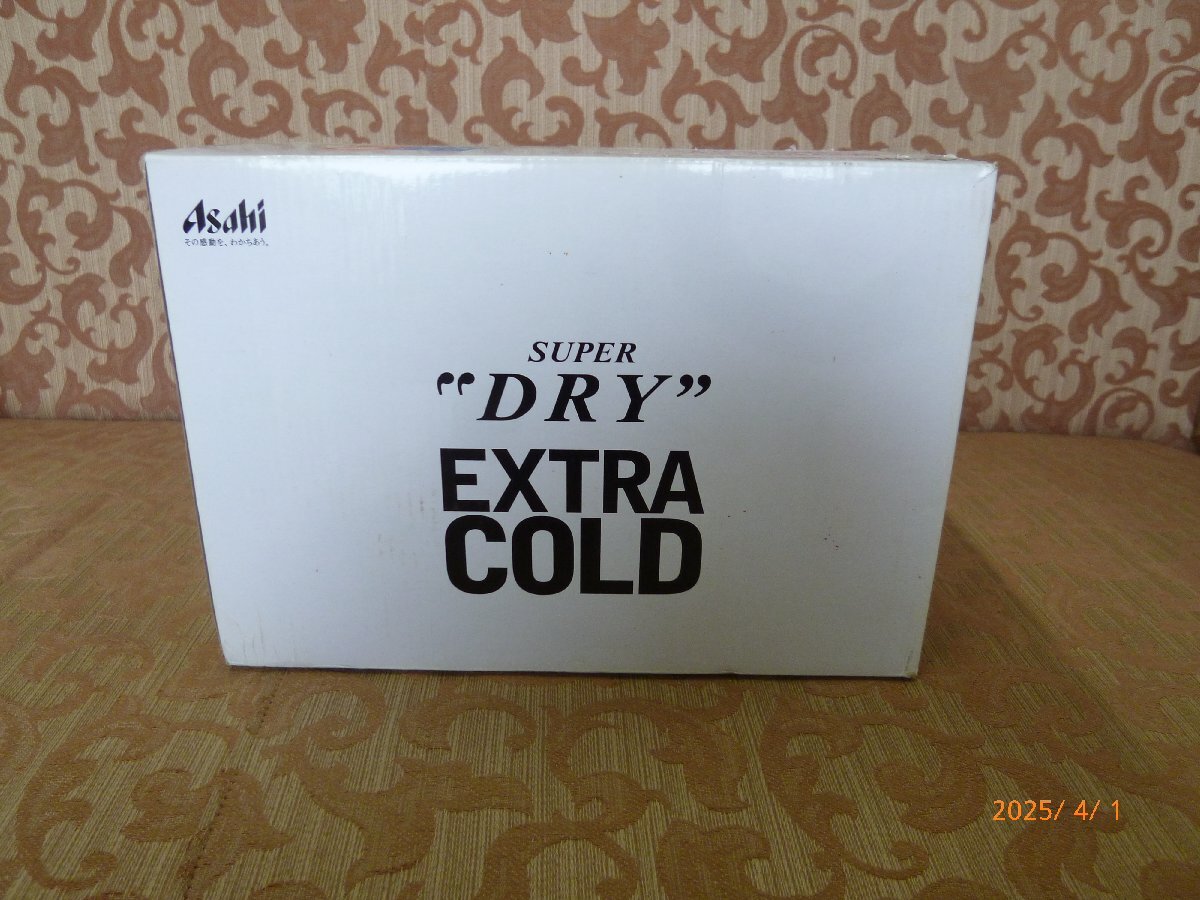 Asahi
その感動を、わかちあう。
SUPER
“DRY”
EXTRA
COLD
2025/ 4/ 1